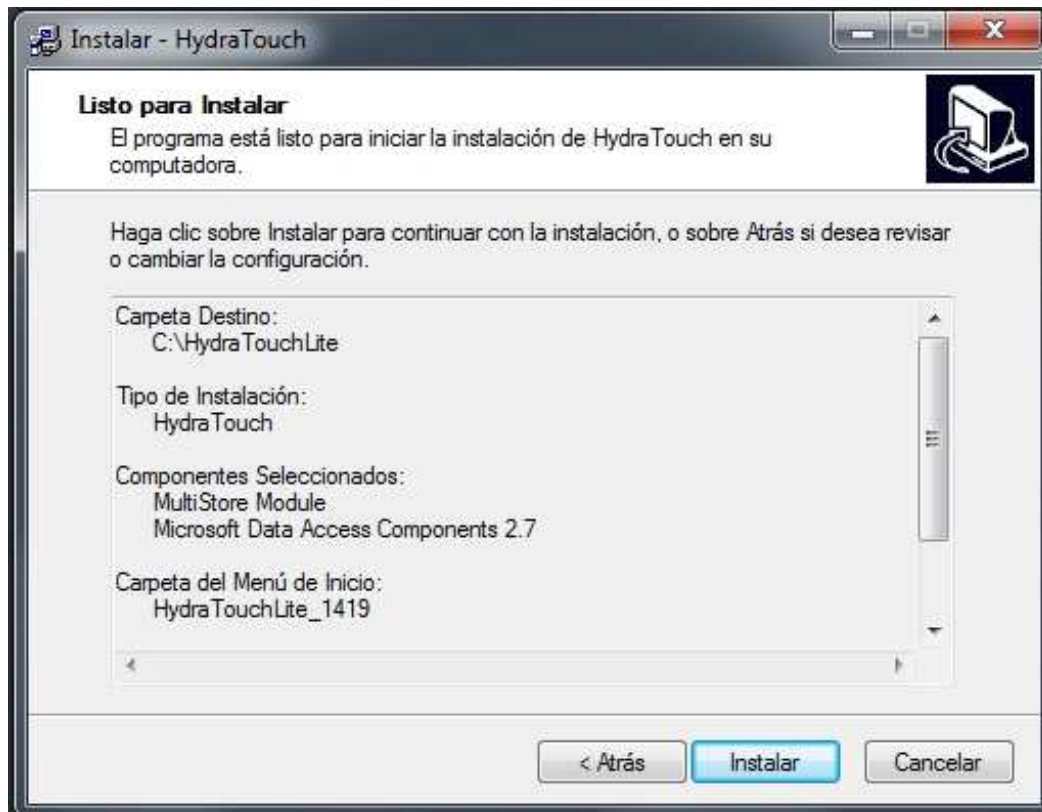 Instalar - HydraTouch
Listo para Instalar
El programa está listo para iniciar la instalación de HydraTouch en su
computadora.
Haga clic sobre Instalar para continuar con la instalación, o sobre Atrás si desea revisar
o cambiar la configuración.
Carpeta Destino:
C:\HydraTouchLite
Tipo de Instalación:
HydraTouch
Componentes Seleccionados:
MultiStore Module
Microsoft Data Access Components 2.7
Carpeta del Menú de Inicio:
HydraTouchLite_1419
< Atrás
Instalar
Cancelar